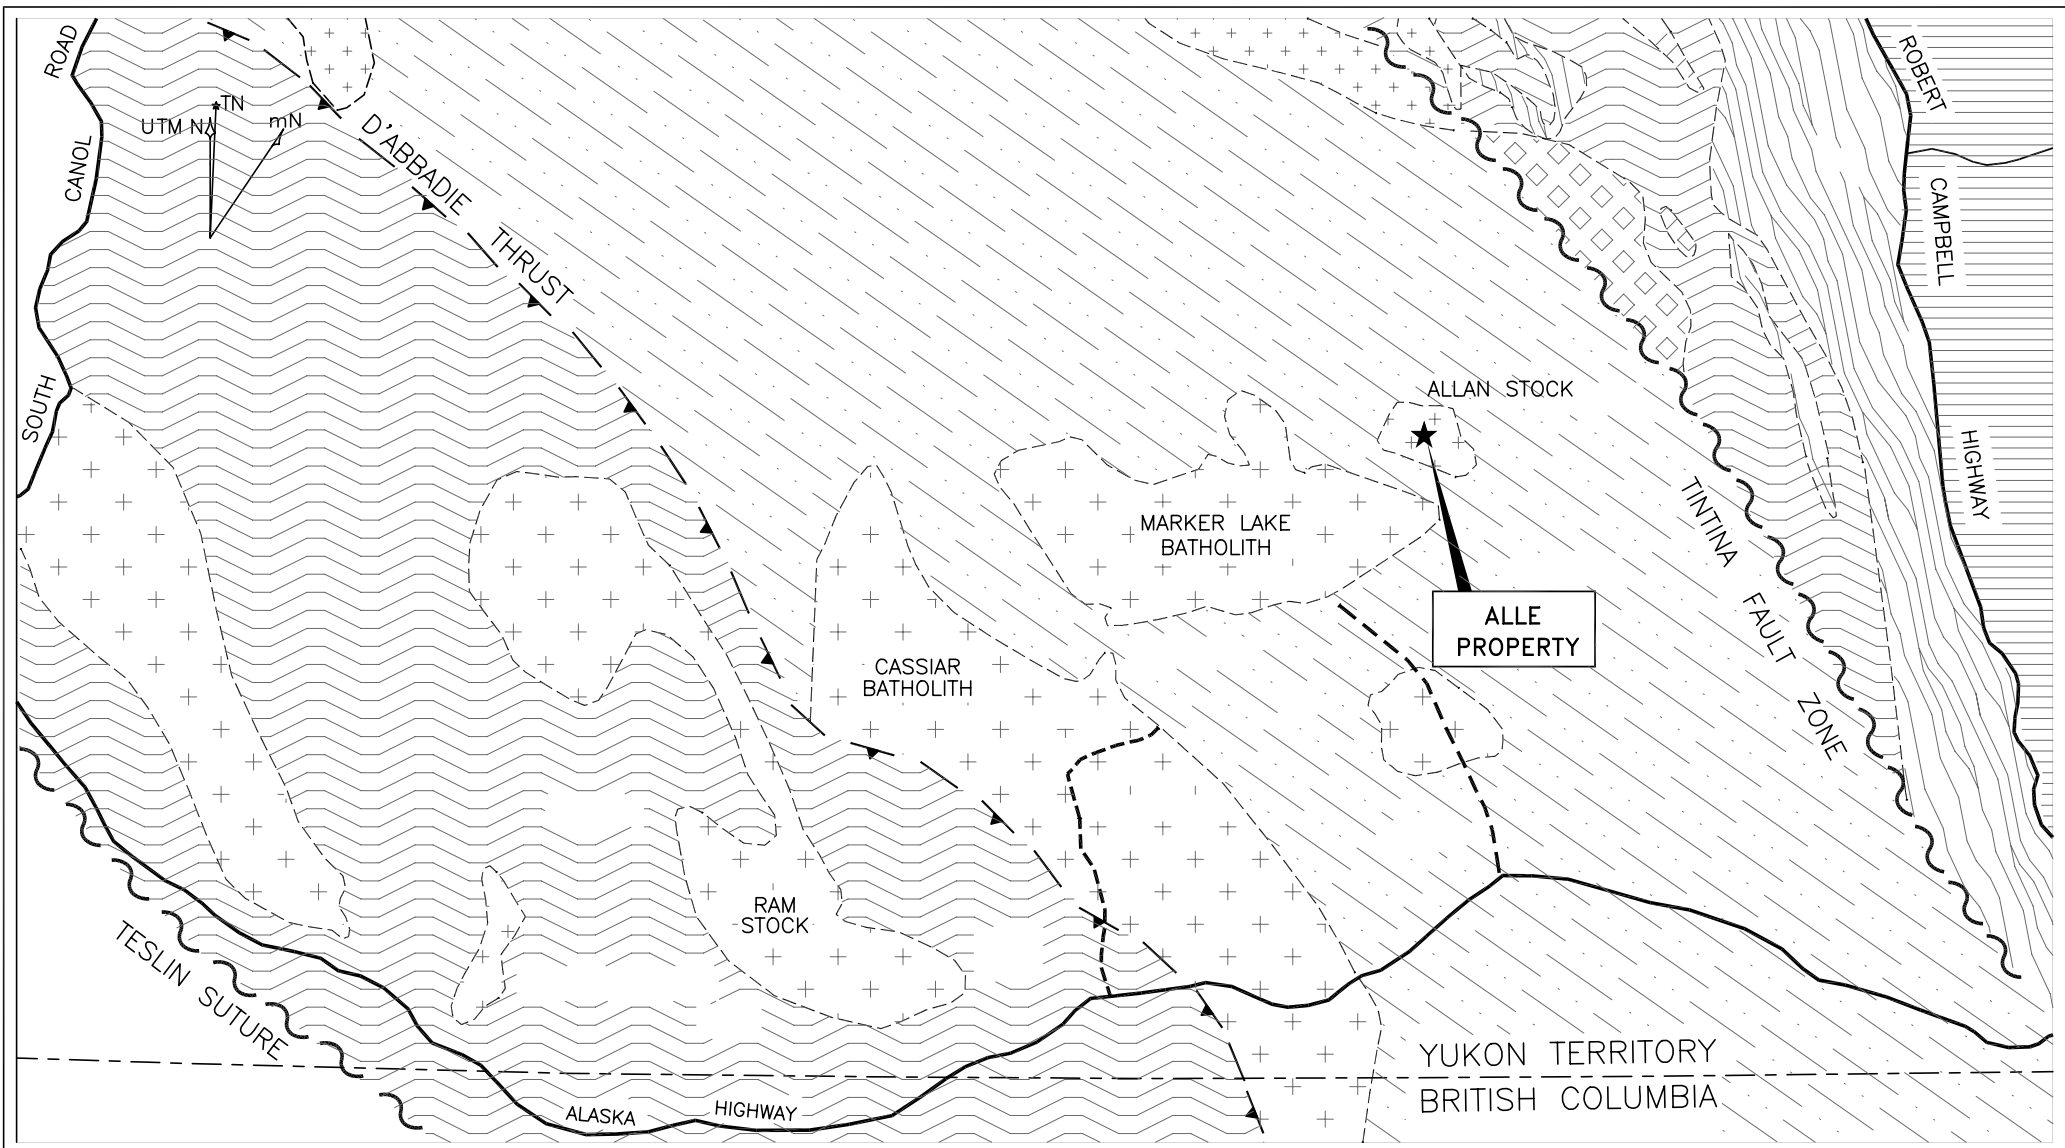 ROAD
CANOL
SOUTH
TN
UTM N
mN
D'ABBADIE THRUST
ROBERT
CAMPBELL
HIGHWAY
ALLAN STOCK
MARKER LAKE
BATHOLITH
TINTINA FAULT ZONE
ALLE
PROPERTY
CASSIAR
BATHOLITH
RAM
STOCK
TESLIN SUTURE
YUKON TERRITORY
BRITISH COLUMBIA
ALASKA HIGHWAY